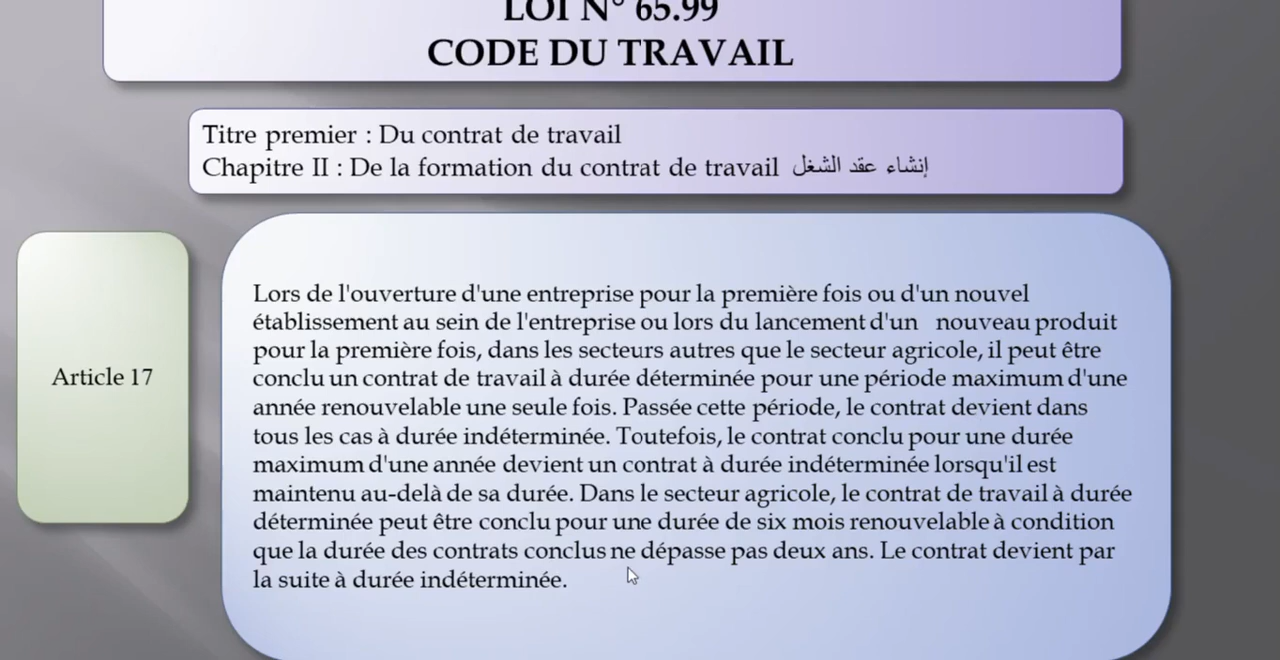 LOI N° 65.99
CODE DU TRAVAIL
Titre premier : Du contrat de travail
Chapitre II : De la formation du contrat de travail إنشاء عقد الشغل
Article 17
Lors de l'ouverture d'une entreprise pour la première fois ou d'un nouvel
établissement au sein de l'entreprise ou lors du lancement d'un nouveau produit
pour la première fois, dans les secteurs autres que le secteur agricole, il peut être
conclu un contrat de travail à durée déterminée pour une période maximum d'une
année renouvelable une seule fois. Passée cette période, le contrat devient dans
tous les cas à durée indéterminée. Toutefois, le contrat conclu pour une durée
maximum d'une année devient un contrat à durée indéterminée lorsqu'il est
maintenu au-delà de sa durée. Dans le secteur agricole, le contrat de travail à durée
déterminée peut être conclu pour une durée de six mois renouvelable à condition
que la durée des contrats conclus ne dépasse pas deux ans. Le contrat devient par
la suite à durée indéterminée.